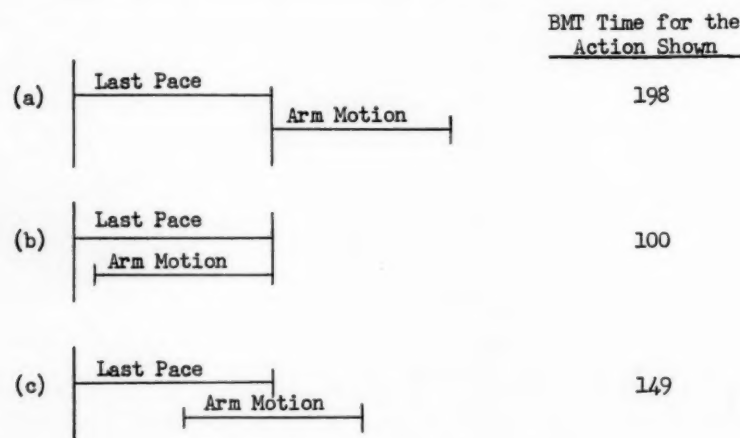 BMT Time for the
Action Shown
(a) Last Pace 198
Arm Motion
(b) Last Pace 100
Arm Motion
(c) Last Pace 149
Arm Motion